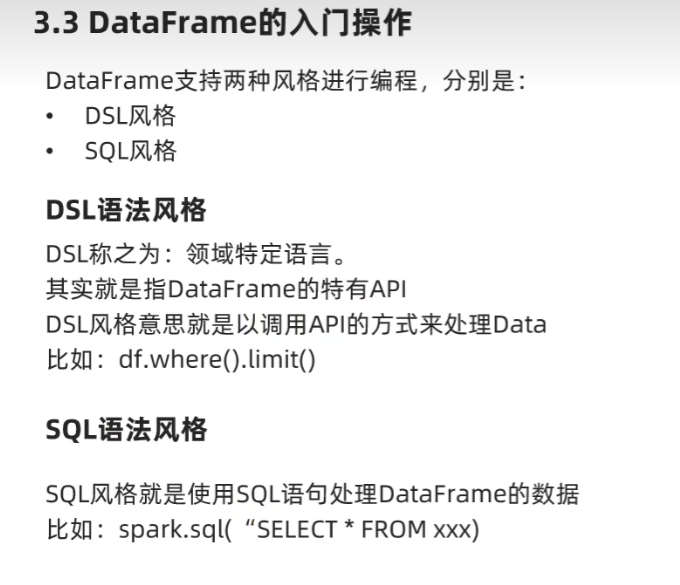 3.3 DataFrame的入门操作
DataFrame支持两种风格进行编程，分别是：
• DSL风格
• SQL风格
DSL语法风格
DSL称之为：领域特定语言。
其实就是指DataFrame的特有API
DSL风格意思就是以调用API的方式来处理Data
比如：df.where().limit()
SQL语法风格
SQL风格就是使用SQL语句处理DataFrame的数据
比如：spark.sql(“SELECT * FROM xxx)